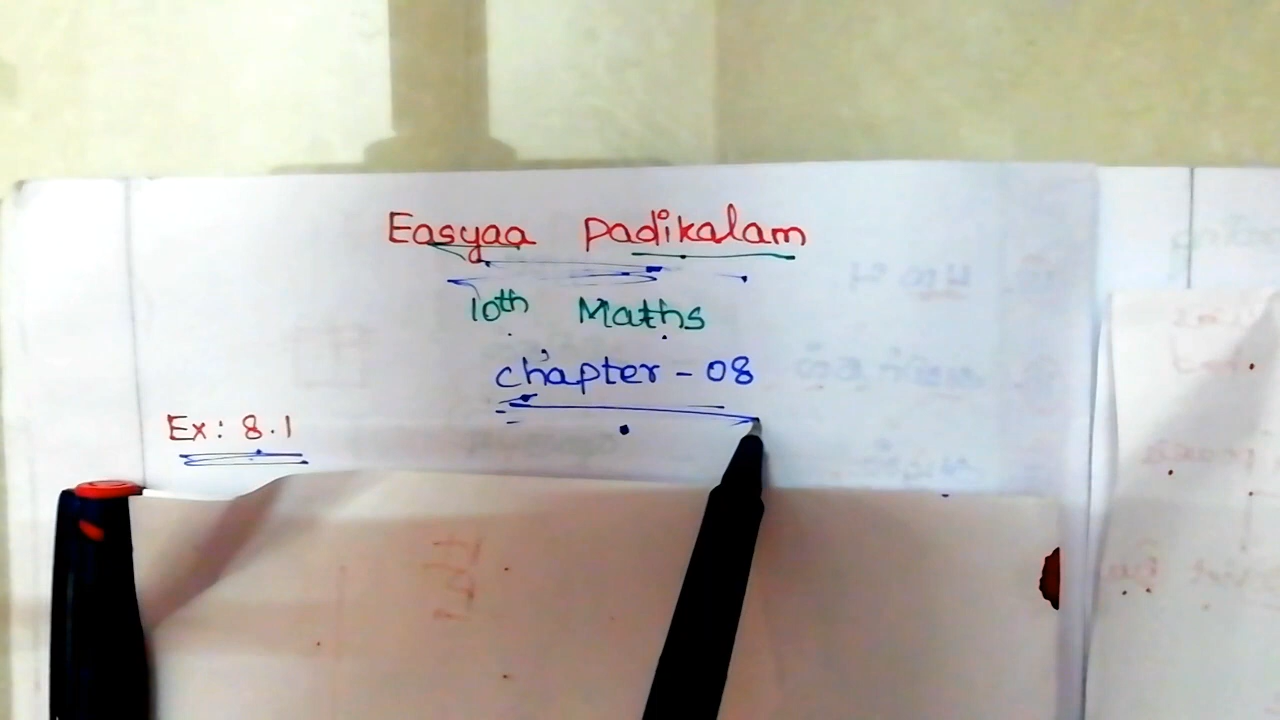 Easyaa Padikalam
10th Maths
chapter - 08
Ex: 8.1